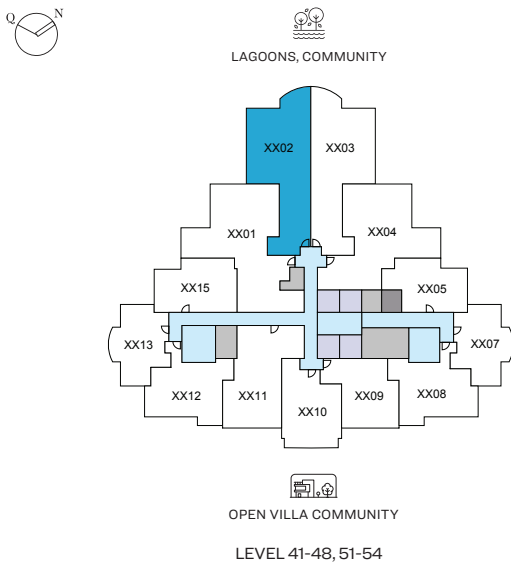 Q N
LAGOONS, COMMUNITY
XX02 XX03
XX01 XX04
XX15 XX05
XX13 XX07
XX12 XX11 XX10 XX09 XX08
OPEN VILLA COMMUNITY
LEVEL 41-48, 51-54